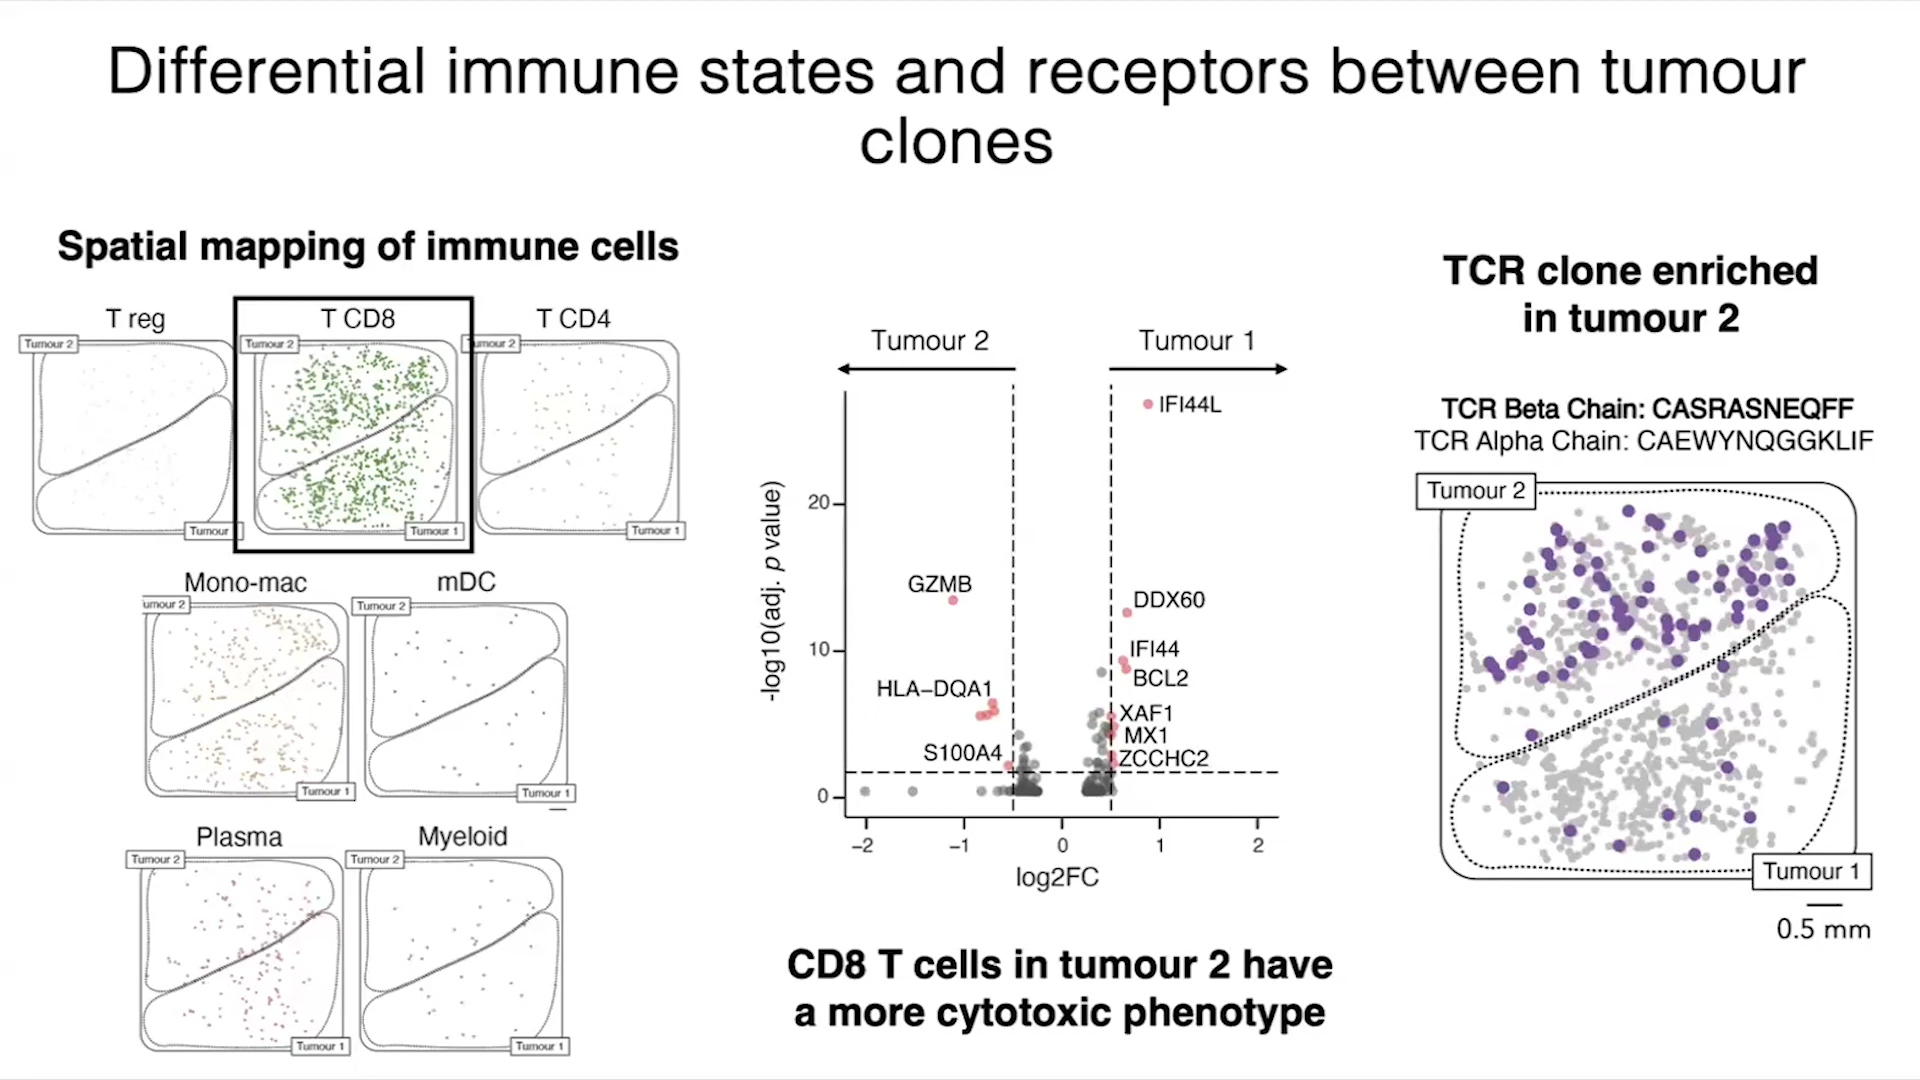 Differential immune states and receptors between tumour
clones
Spatial mapping of immune cells
T reg
T CD8
T CD4
Tumour 2
Tumour 2
Tumour 2
Tumour
Tumour 1
Tumour 1
Mono-mac
mDC
umour 2
Tumour 2
Tumour 1
Tumour 1
Plasma
Myeloid
Tumour 2
Tumour 2
Tumour 1
Tumour 1
Tumour 2
Tumour 1
-log10(adj. p value)
20
10
0
IFI44L
GZMB
DDX60
IFI44
BCL2
HLA–DQA1
XAF1
MX1
S100A4
ZCCHC2
–2
–1
0
1
2
log2FC
CD8 T cells in tumour 2 have
a more cytotoxic phenotype
TCR clone enriched
in tumour 2
TCR Beta Chain: CASRASNEQFF
TCR Alpha Chain: CAEWYNQGGKLIF
Tumour 2
Tumour 1
0.5 mm